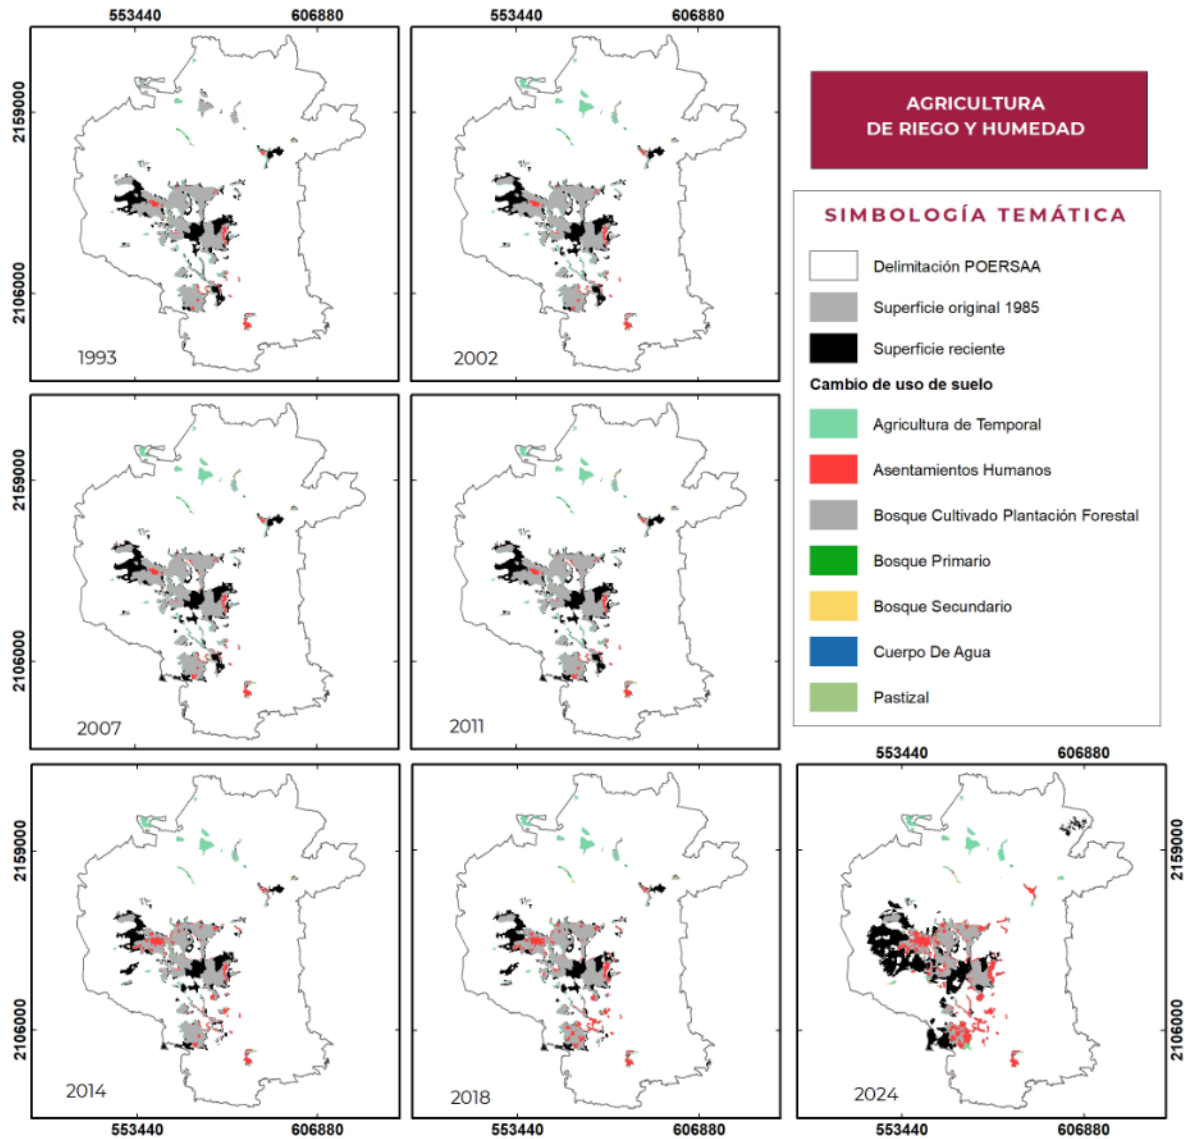 553440 606880
553440 606880
2159000
2106000
1993
2002
AGRICULTURA
DE RIEGO Y HUMEDAD
SIMBOLOGÍA TEMÁTICA
Delimitación POERSAA
Superficie original 1985
Superficie reciente
Cambio de uso de suelo
Agricultura de Temporal
Asentamientos Humanos
Bosque Cultivado Plantación Forestal
Bosque Primario
Bosque Secundario
Cuerpo De Agua
Pastizal
2159000
2106000
2007
2011
553440 606880
2159000
2106000
2014
2018
2024
2159000
2106000
553440 606880
553440 606880
553440 606880